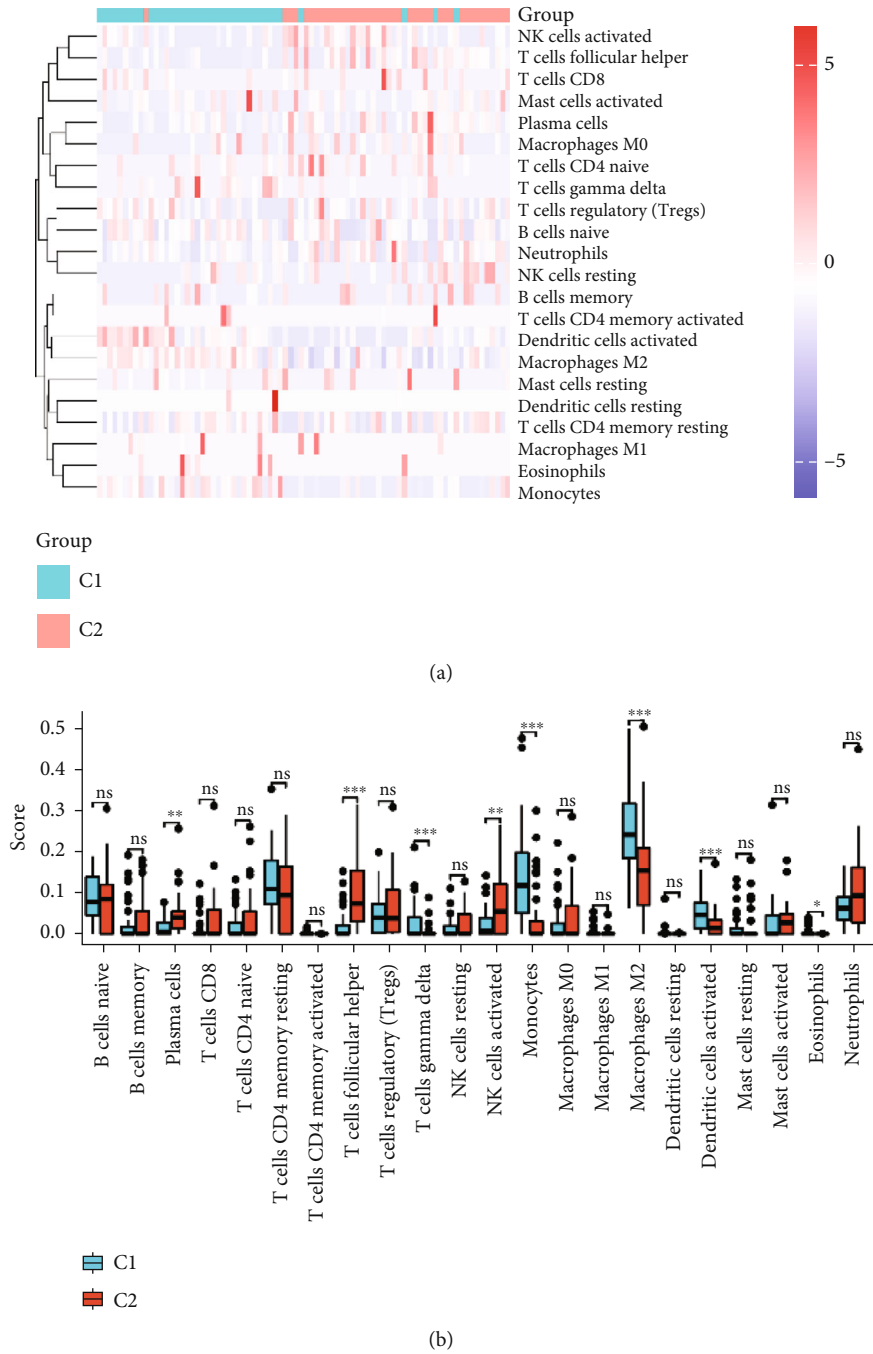 Group
NK cells activated
T cells follicular helper
T cells CD8
Mast cells activated
Plasma cells
Macrophages M0
T cells CD4 naive
T cells gamma delta
T cells regulatory (Tregs)
B cells naive
Neutrophils
NK cells resting
B cells memory
T cells CD4 memory activated
Dendritic cells activated
Macrophages M2
Mast cells resting
Dendritic cells resting
T cells CD4 memory resting
Macrophages M1
Eosinophils
Monocytes
5
0
−5
Group
C1
C2
(a)
Score
0.5
0.4
0.3
0.2
0.1
0.0
ns
ns
**
ns
ns
ns
ns
***
ns
***
ns
**
***
ns
ns
***
ns
***
ns
ns
*
ns
B cells naive
B cells memory
Plasma cells
T cells CD8
T cells CD4 naive
T cells CD4 memory resting
T cells CD4 memory activated
T cells follicular helper
T cells regulatory (Tregs)
T cells gamma delta
NK cells resting
NK cells activated
Monocytes
Macrophages M0
Macrophages M1
Macrophages M2
Dendritic cells resting
Dendritic cells activated
Mast cells resting
Mast cells activated
Eosinophils
Neutrophils
C1
C2
(b)